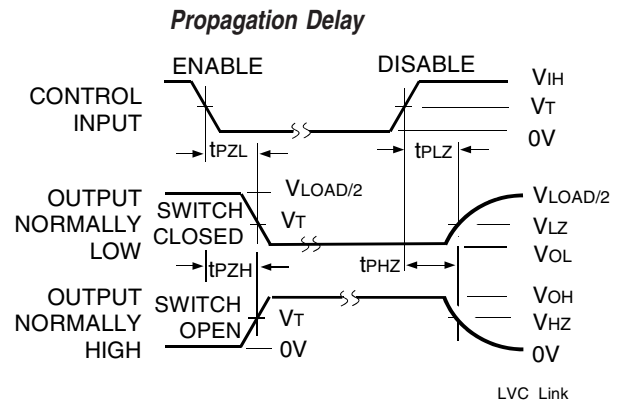 Propagation Delay
ENABLE DISABLE
CONTROL INPUT
VIH
VT
0V
tPZL
tPLZ
OUTPUT NORMALLY LOW
SWITCH CLOSED
VLOAD/2
VT
VLOAD/2
VLZ
VOL
tPZH
tPHZ
OUTPUT NORMALLY HIGH
SWITCH OPEN
VT
0V
VOH
VHZ
0V
LVC Link